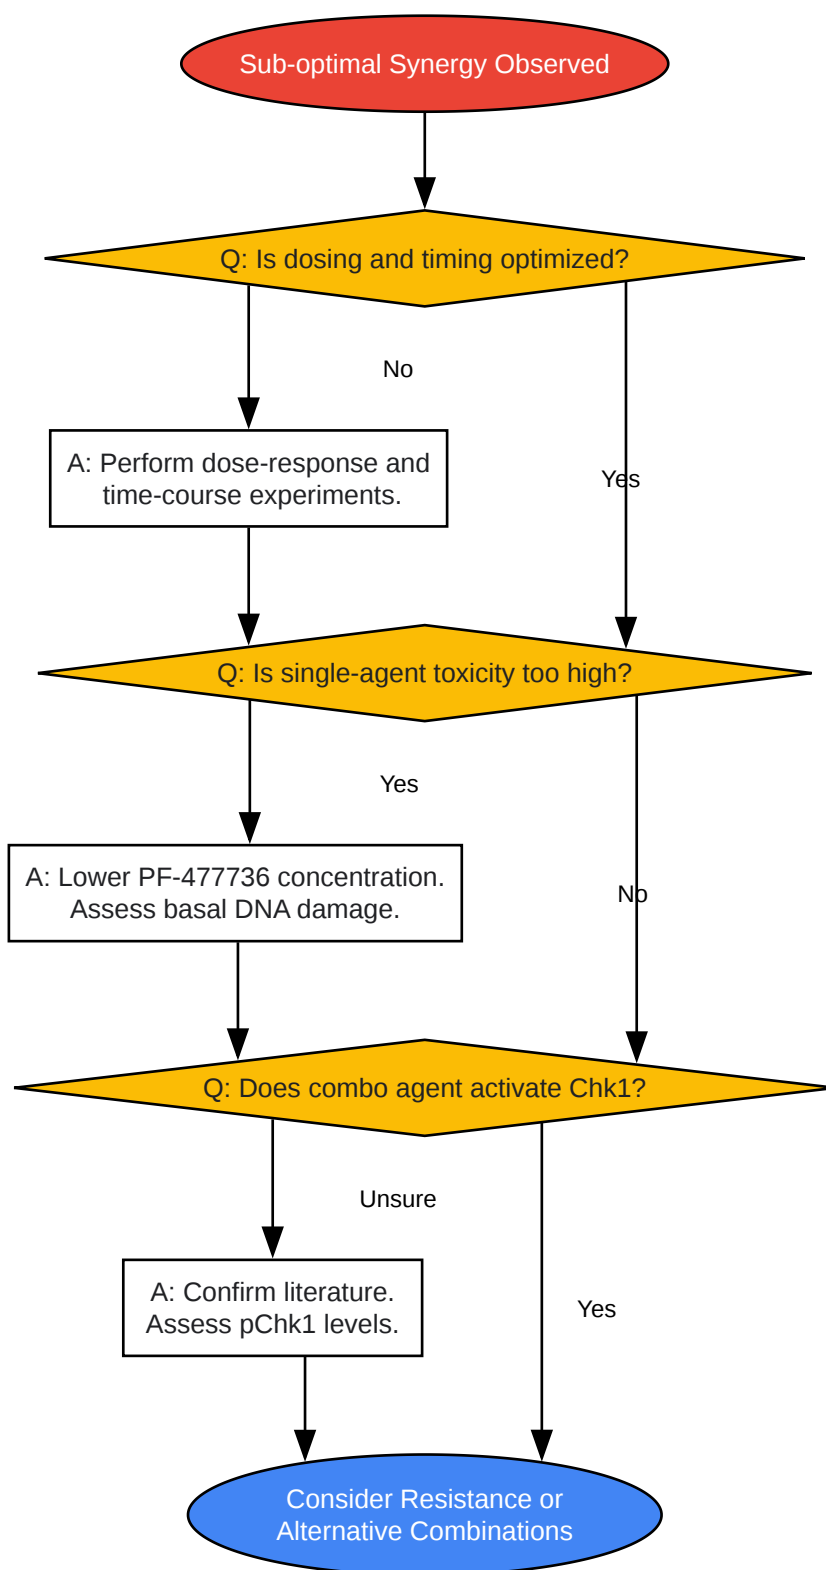 Sub-optimal Synergy Observed
Q: Is dosing and timing optimized?
No
A: Perform dose-response and
time-course experiments.
Yes
Q: Is single-agent toxicity too high?
Yes
A: Lower PF-477736 concentration.
Assess basal DNA damage.
No
Q: Does combo agent activate Chk1?
Unsure
A: Confirm literature.
Assess pChk1 levels.
Yes
Consider Resistance or
Alternative Combinations